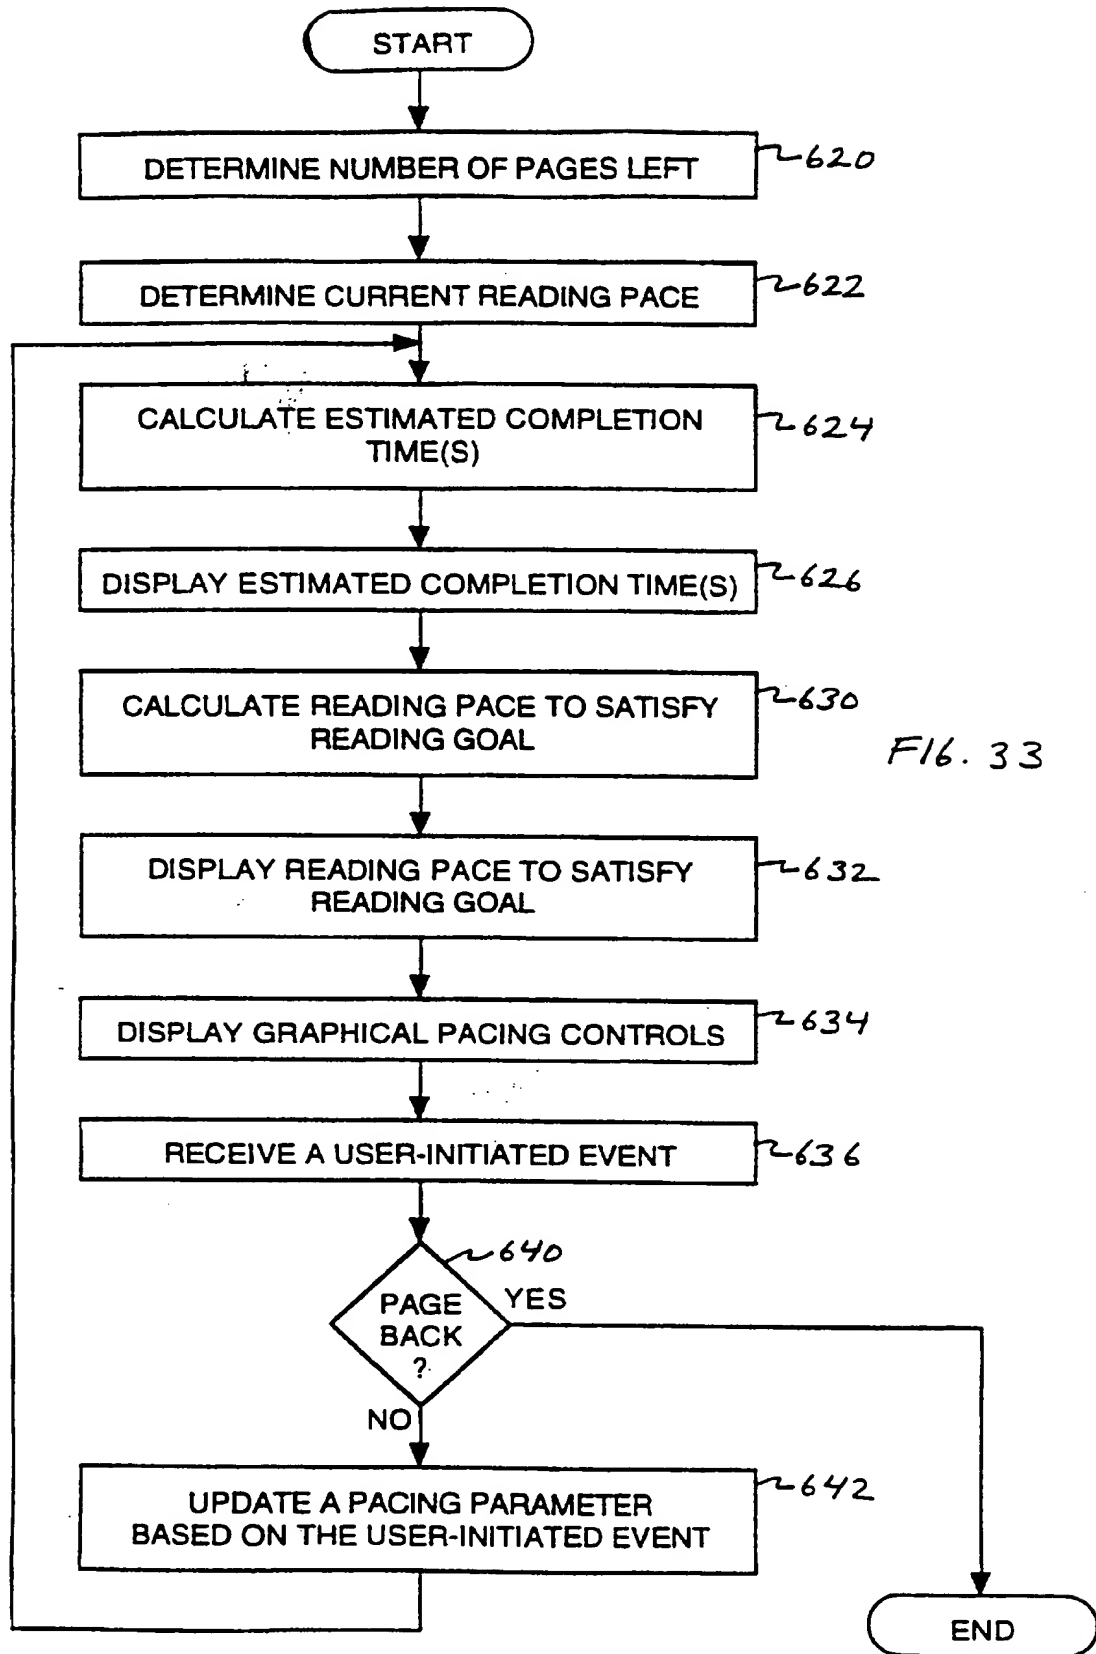 START
DETERMINE NUMBER OF PAGES LEFT
620
DETERMINE CURRENT READING PACE
622
CALCULATE ESTIMATED COMPLETION
TIME(S)
624
DISPLAY ESTIMATED COMPLETION TIME(S)
626
CALCULATE READING PACE TO SATISFY
READING GOAL
630
FIG. 33
DISPLAY READING PACE TO SATISFY
READING GOAL
632
DISPLAY GRAPHICAL PACING CONTROLS
634
RECEIVE A USER-INITIATED EVENT
636
640
PAGE
BACK
?
YES
NO
UPDATE A PACING PARAMETER
BASED ON THE USER-INITIATED EVENT
642
END